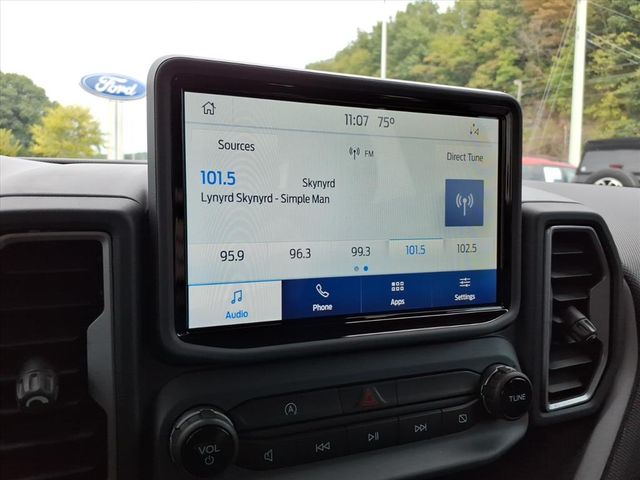 Ford
11:07 75°
Sources
FM
Direct Tune
101.5
Skynyrd
Lynyrd Skynyrd - Simple Man
95.9 96.3 99.3 101.5 102.5
Audio Phone Apps Settings
VOL
TUNE
A